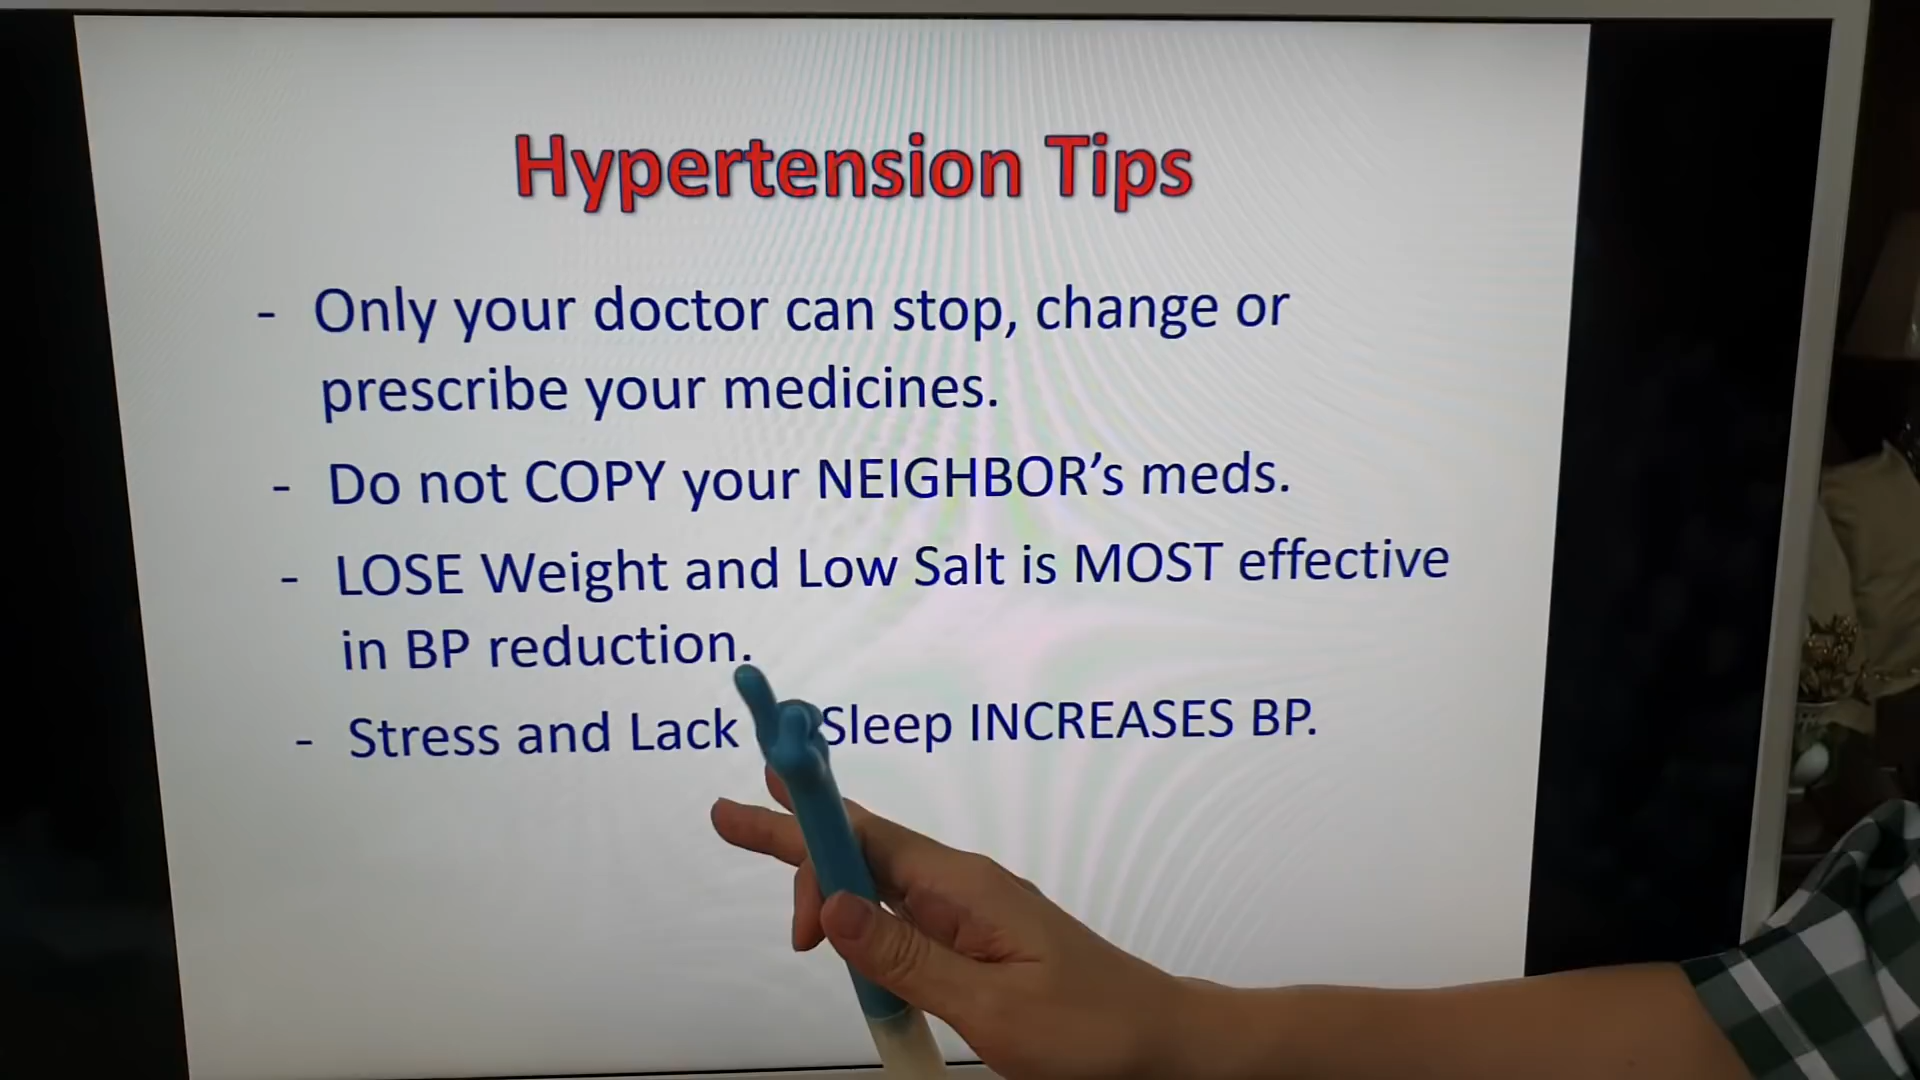 Hypertension Tips
- Only your doctor can stop, change or
prescribe your medicines.
- Do not COPY your NEIGHBOR's meds.
- LOSE Weight and Low Salt is MOST effective
in BP reduction.
- Stress and Lack Sleep INCREASES BP.